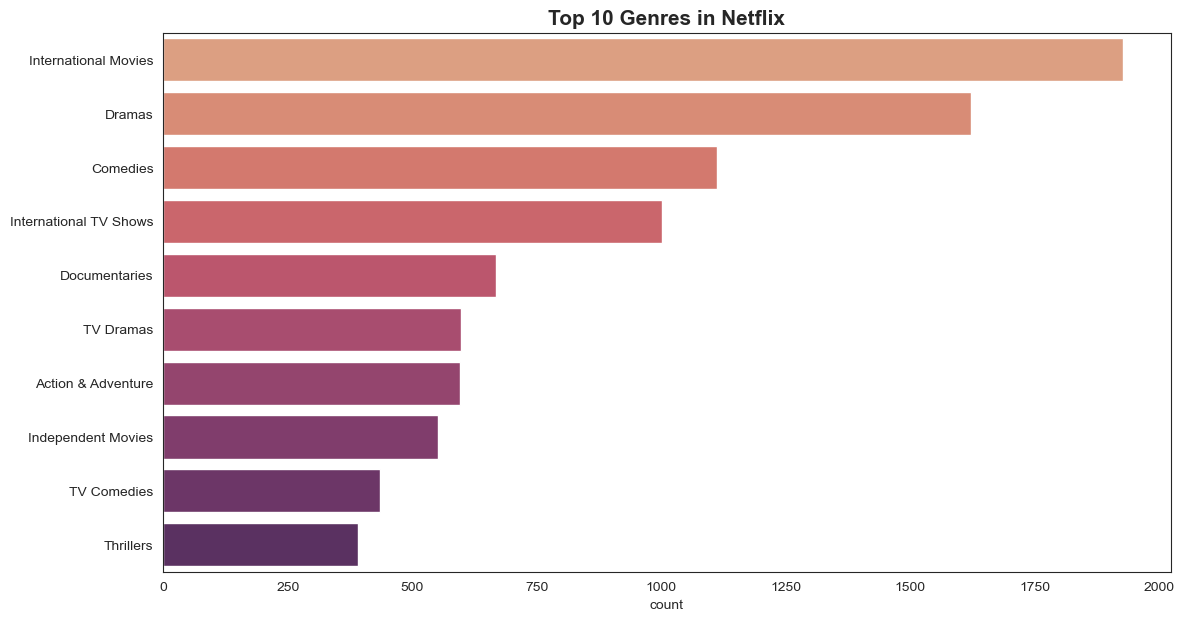 Top 10 Genres in Netflix
International Movies
Dramas
Comedies
International TV Shows
Documentaries
TV Dramas
Action & Adventure
Independent Movies
TV Comedies
Thrillers
0 250 500 750 1000 1250 1500 1750 2000
count